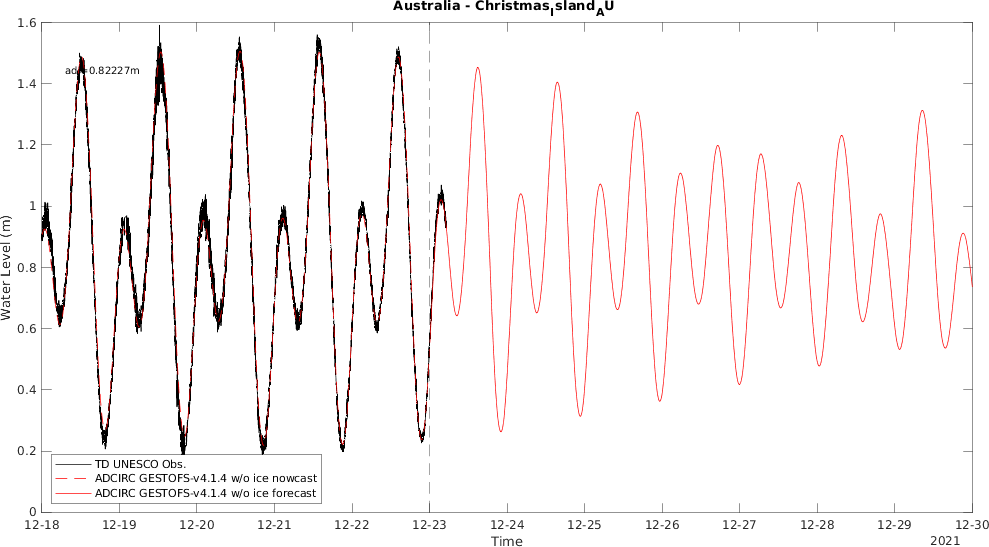 Australia - Christmas_Island_AU
1.6
adj=0.82227m
1.4
1.2
1
Water Level (m)
0.8
0.6
0.4
0.2
TD UNESCO Obs.
ADCIRC GESTOFS-v4.1.4 w/o ice nowcast
ADCIRC GESTOFS-v4.1.4 w/o ice forecast
0
12-18 12-19 12-20 12-21 12-22 12-23 12-24 12-25 12-26 12-27 12-28 12-29 12-30
Time
2021